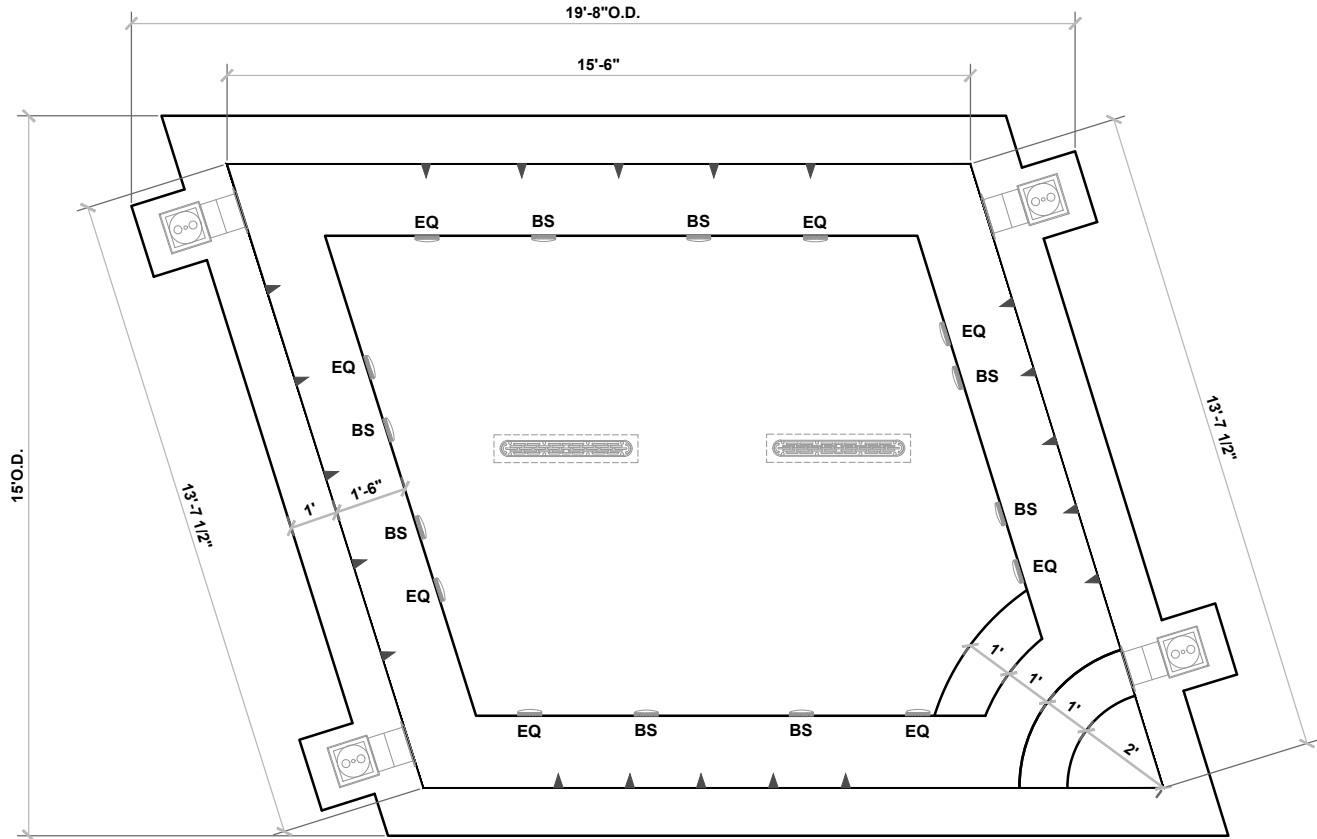 19'-8"O.D.
15'-6"
EQ
BS
BS
EQ
EQ
BS
EQ
BS
13'-7 1/2"
15'O.D.
13'-7 1/2"
1'
1'-6"
BS
EQ
BS
EQ
1'
1'
1'
2'
EQ
BS
BS
EQ